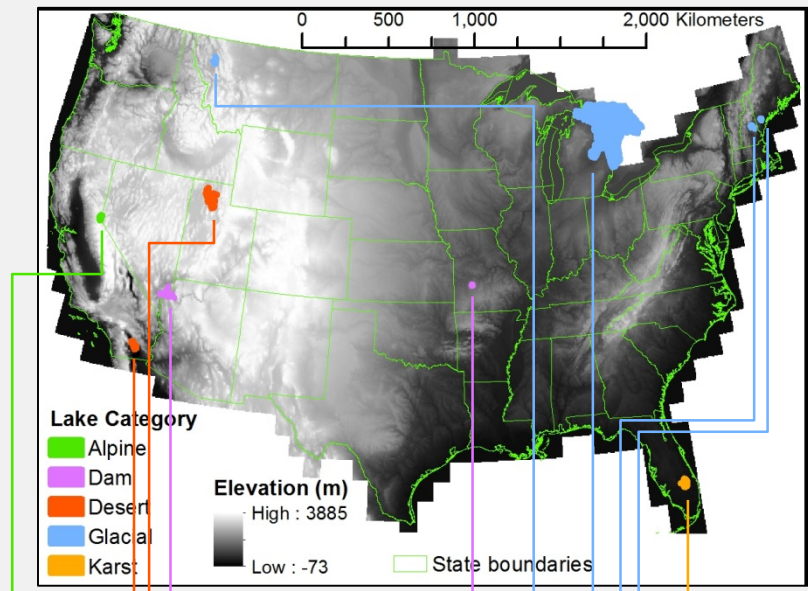 0 500 1,000 2,000 Kilometers
Lake Category
Alpine
Dam
Desert
Glacial
Karst
Elevation (m)
High : 3885
Low : -73
State boundaries